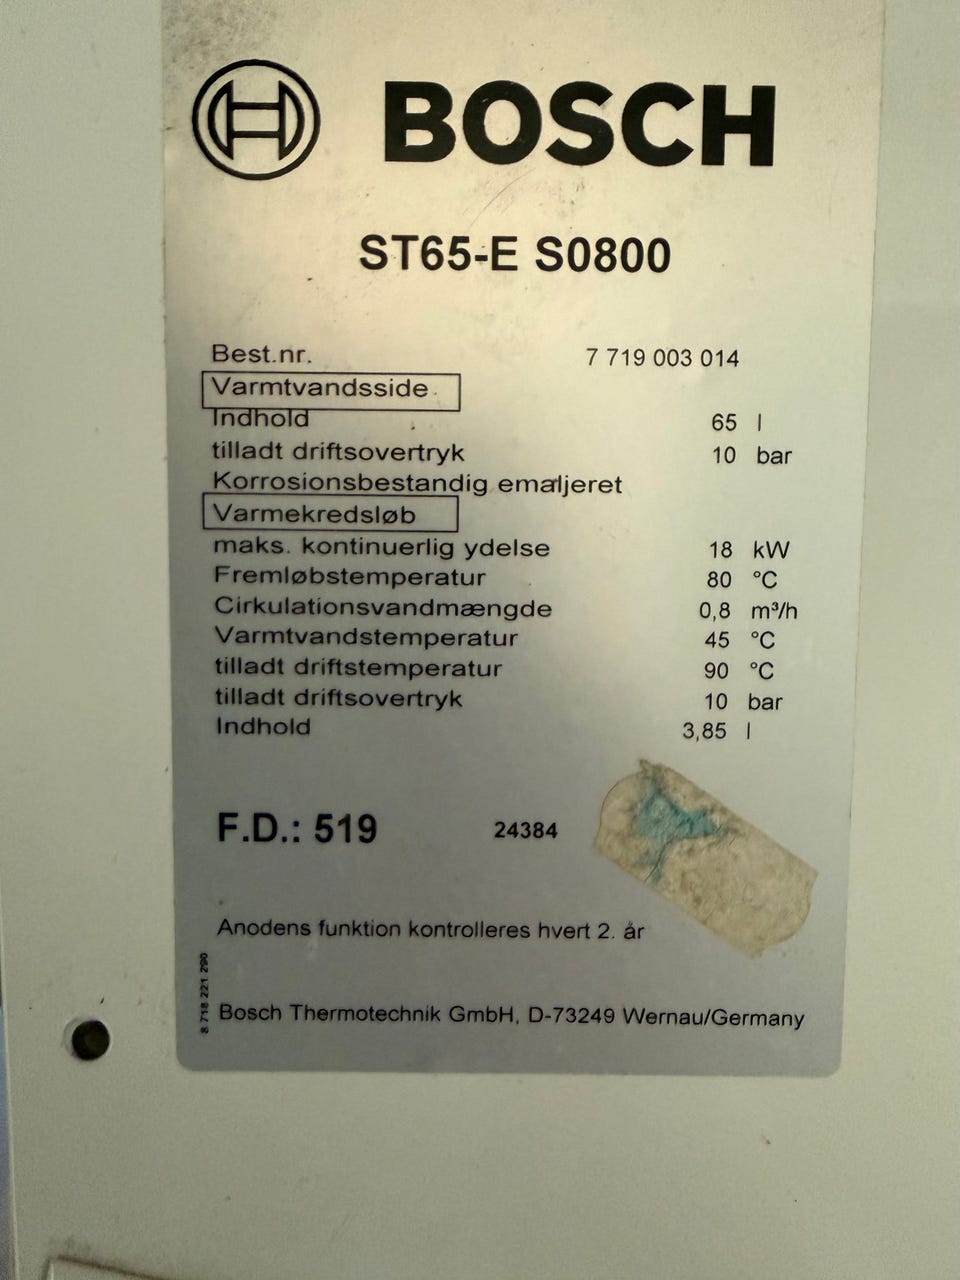 BOSCH
ST65-E S0800
Best.nr. 7 719 003 014
Varmtvandsside
Indhold 65 l
tilladt driftsovertryk 10 bar
Korrosionsbestandig emaljeret
Varmekredsløb
maks. kontinuerlig ydelse 18 kW
Fremløbstemperatur 80 °C
Cirkulationsvandmængde 0,8 m³/h
Varmtvandstemperatur 45 °C
tilladt driftstemperatur 90 °C
tilladt driftsovertryk 10 bar
Indhold 3,85 l
F.D.: 519 24384
Anodens funktion kontrolleres hvert 2. år
8 718 221 290
Bosch Thermotechnik GmbH, D-73249 Wernau/Germany